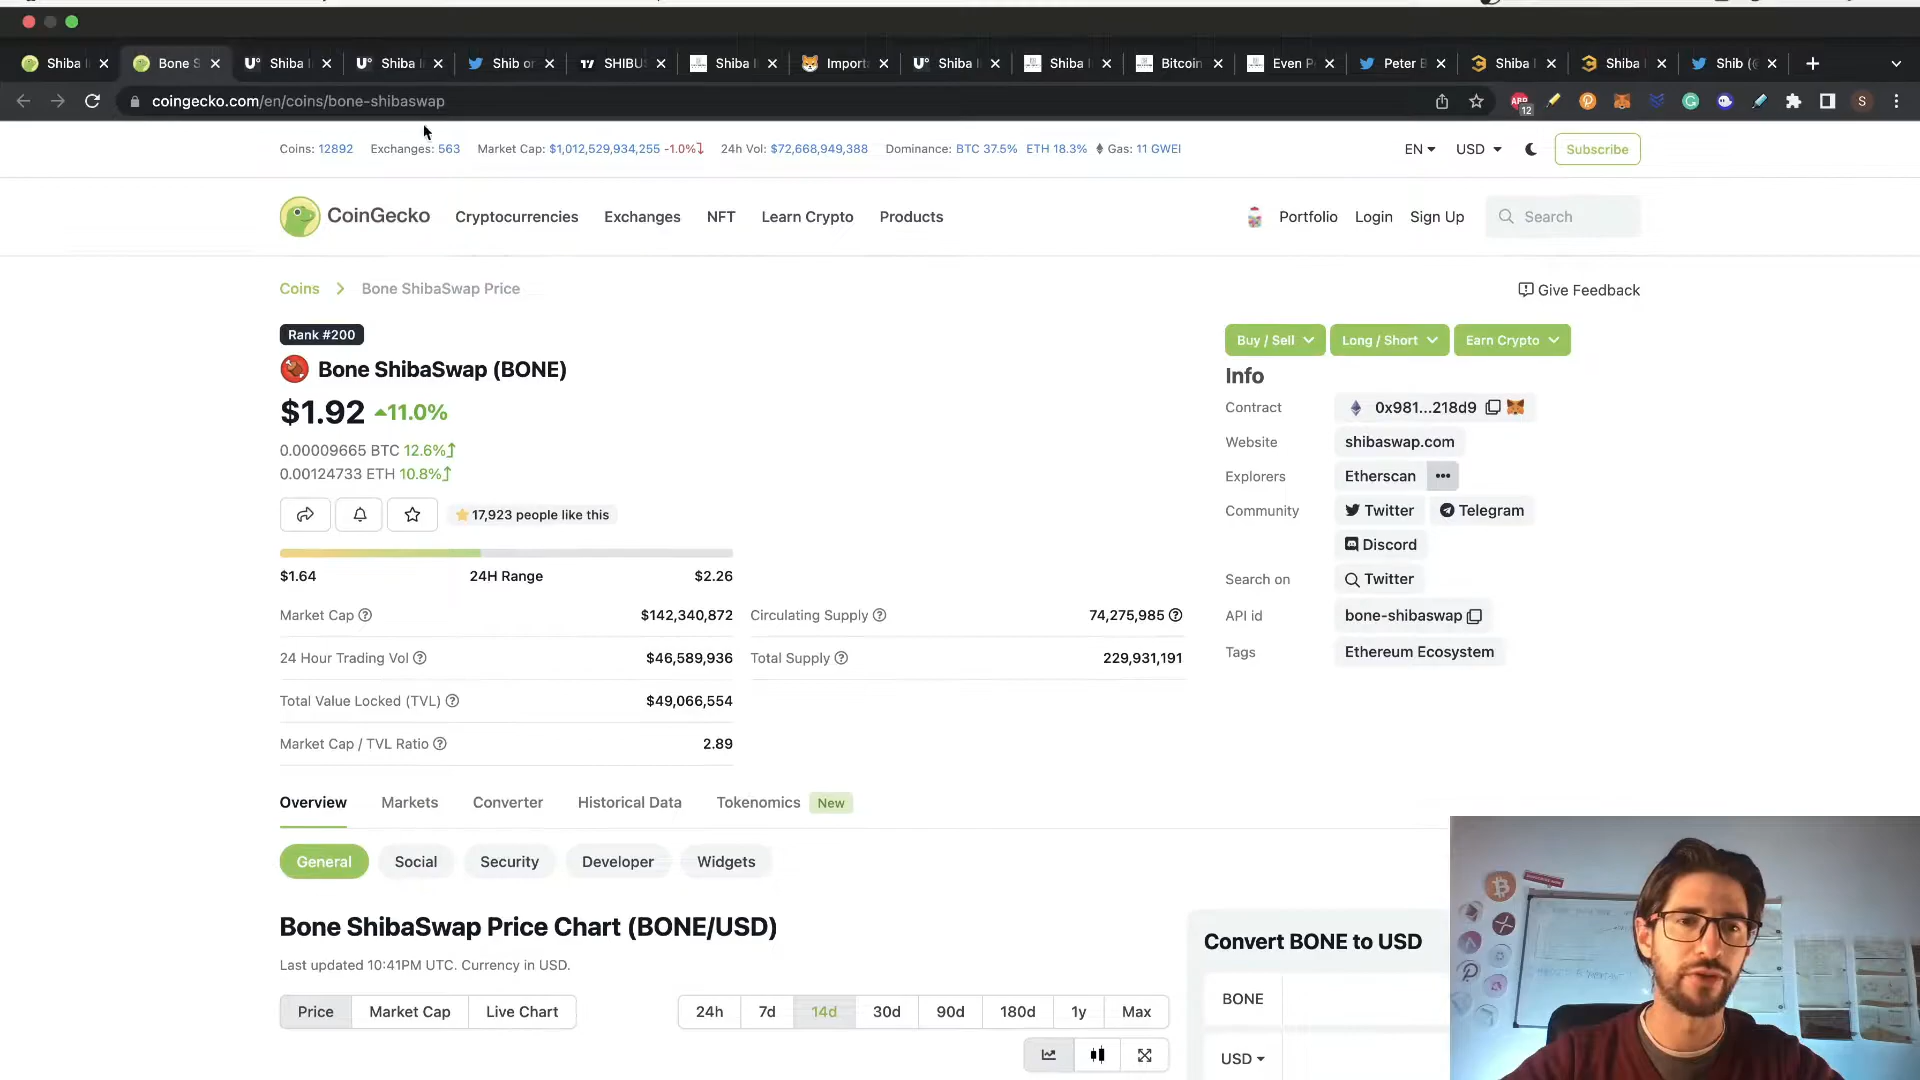 Shiba I
Bone S
Shiba I
Shiba I
Shib or
SHIBUS
Shiba I
Import
Shiba I
Shiba I
Bitcoin
Even P
Peter B
Shiba I
Shiba I
Shib (@
coingecko.com/en/coins/bone-shibaswap
ABP
12
S
Coins: 12892 Exchanges: 563 Market Cap: $1,012,529,934,255 -1.0% 24h Vol: $72,668,949,388 Dominance: BTC 37.5% ETH 18.3% Gas: 11 GWEI
EN USD Subscribe
CoinGecko Cryptocurrencies Exchanges NFT Learn Crypto Products
Portfolio Login Sign Up Search
Coins > Bone ShibaSwap Price
Give Feedback
Rank #200
Bone ShibaSwap (BONE)
$1.92 11.0%
0.00009665 BTC 12.6%
0.00124733 ETH 10.8%
17,923 people like this
$1.64 24H Range $2.26
Market Cap $142,340,872
24 Hour Trading Vol $46,589,936
Total Value Locked (TVL) $49,066,554
Market Cap / TVL Ratio 2.89
Circulating Supply 74,275,985
Total Supply 229,931,191
Buy / Sell Long / Short Earn Crypto
Info
Contract 0x981...218d9
Website shibaswap.com
Explorers Etherscan
Community Twitter Telegram
Discord
Search on Twitter
API id bone-shibaswap
Tags Ethereum Ecosystem
Overview Markets Converter Historical Data Tokenomics New
General Social Security Developer Widgets
Bone ShibaSwap Price Chart (BONE/USD)
Last updated 10:41PM UTC. Currency in USD.
Price Market Cap Live Chart
24h 7d 14d 30d 90d 180d 1y Max
Convert BONE to USD
BONE
USD